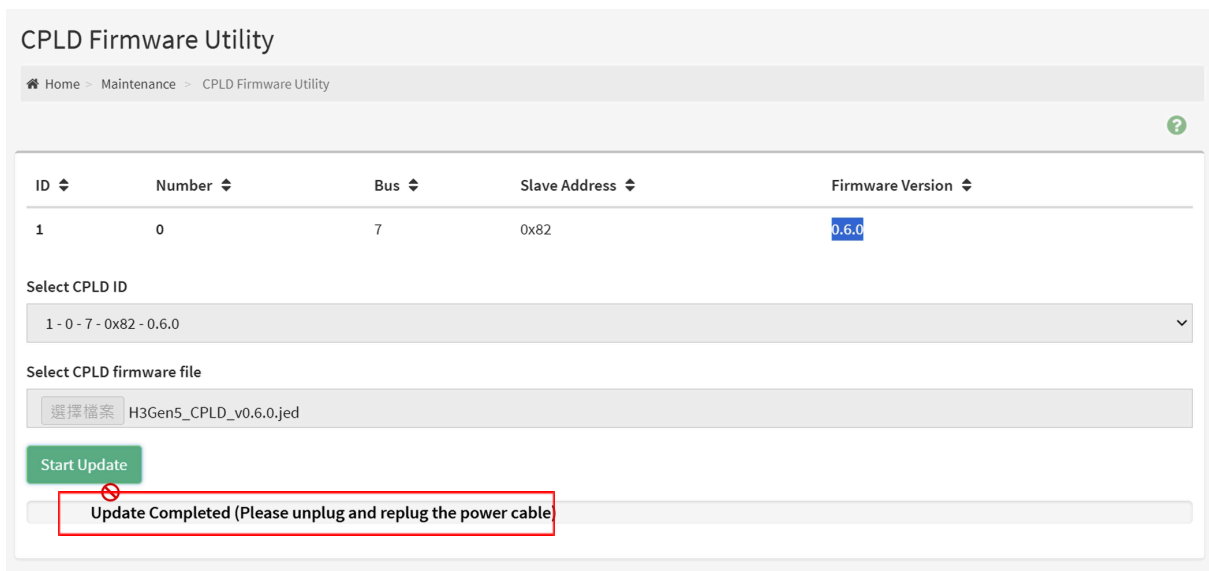 CPLD Firmware Utility
Home > Maintenance > CPLD Firmware Utility
?
ID Number Bus Slave Address Firmware Version
1 0 7 0x82 0.6.0
Select CPLD ID
1 - 0 - 7 - 0x82 - 0.6.0
Select CPLD firmware file
選擇檔案 H3Gen5_CPLD_v0.6.0.jed
Start Update
Update Completed (Please unplug and replug the power cable)